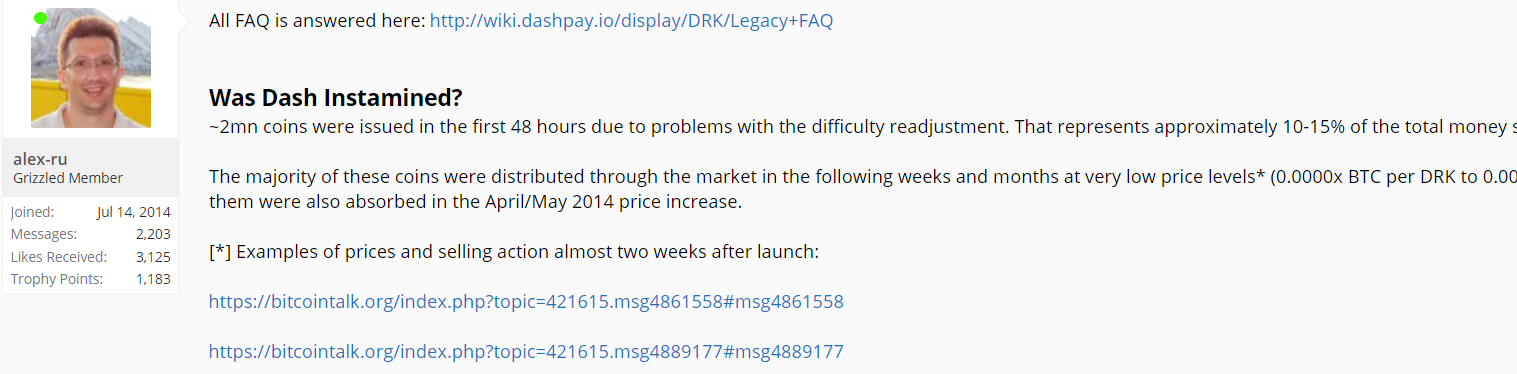 All FAQ is answered here: http://wiki.dashpay.io/display/DRK/Legacy+FAQ
Was Dash Instamined?
~2mn coins were issued in the first 48 hours due to problems with the difficulty readjustment. That represents approximately 10-15% of the total money
The majority of these coins were distributed through the market in the following weeks and months at very low price levels* (0.0000x BTC per DRK to 0.00
them were also absorbed in the April/May 2014 price increase.
[*] Examples of prices and selling action almost two weeks after launch:
https://bitcointalk.org/index.php?topic=421615.msg4861558#msg4861558
https://bitcointalk.org/index.php?topic=421615.msg4889177#msg4889177
alex-ru
Grizzled Member
Joined: Jul 14, 2014
Messages: 2,203
Likes Received: 3,125
Trophy Points: 1,183